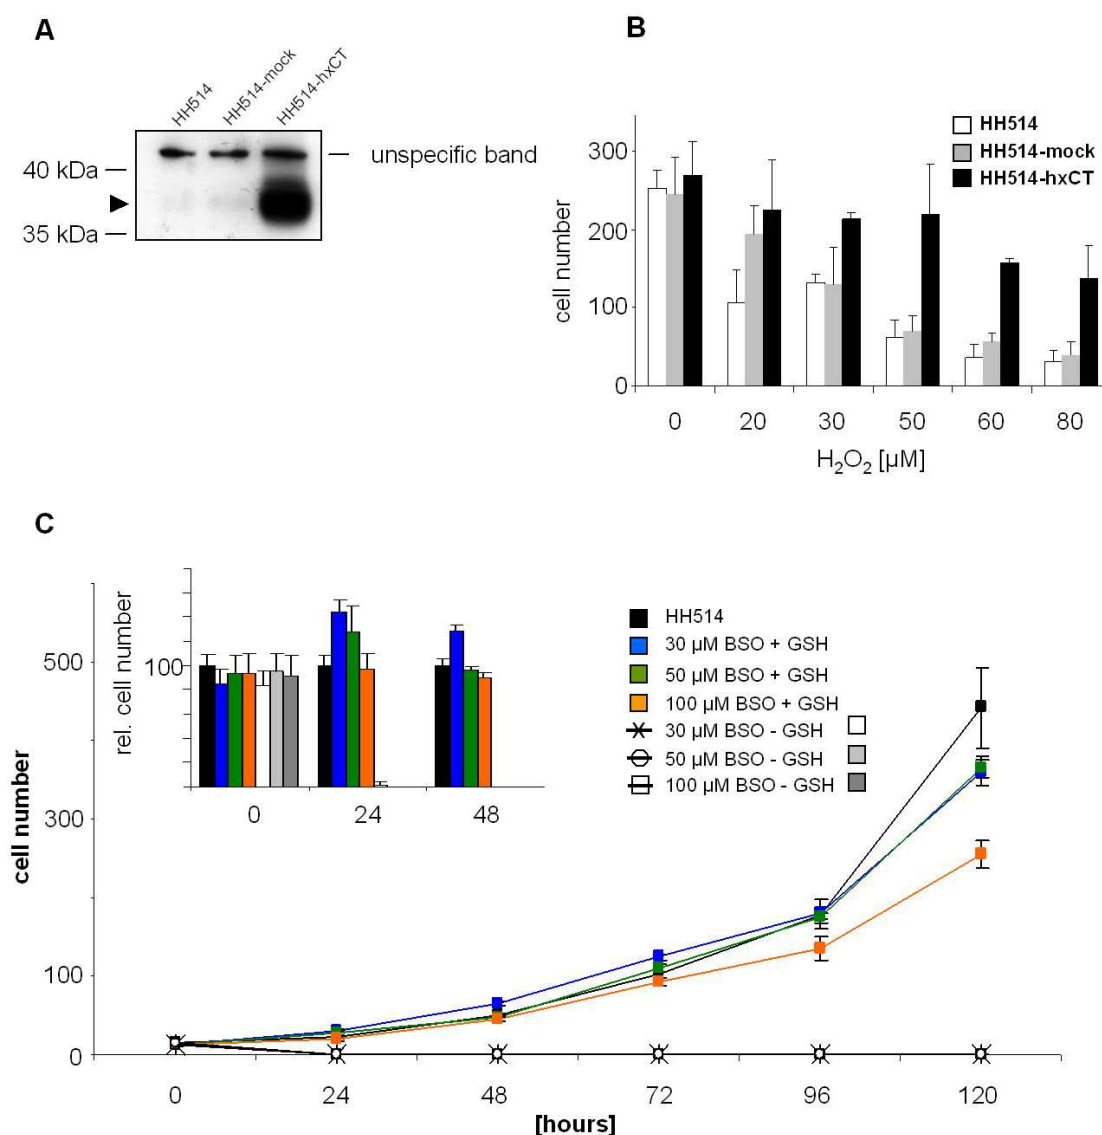 A
HH514
HH514-mock
HH514-hxCT
unspecific band
40 kDa
35 kDa
B
HH514
HH514-mock
HH514-hxCT
cell number
300
200
100
0
0 20 30 50 60 80
H₂O₂ [µM]
C
rel. cell number
100
0 24 48
HH514
30 µM BSO + GSH
50 µM BSO + GSH
100 µM BSO + GSH
30 µM BSO - GSH
50 µM BSO - GSH
100 µM BSO - GSH
cell number
500
300
100
0
0 24 48 72 96 120
[hours]